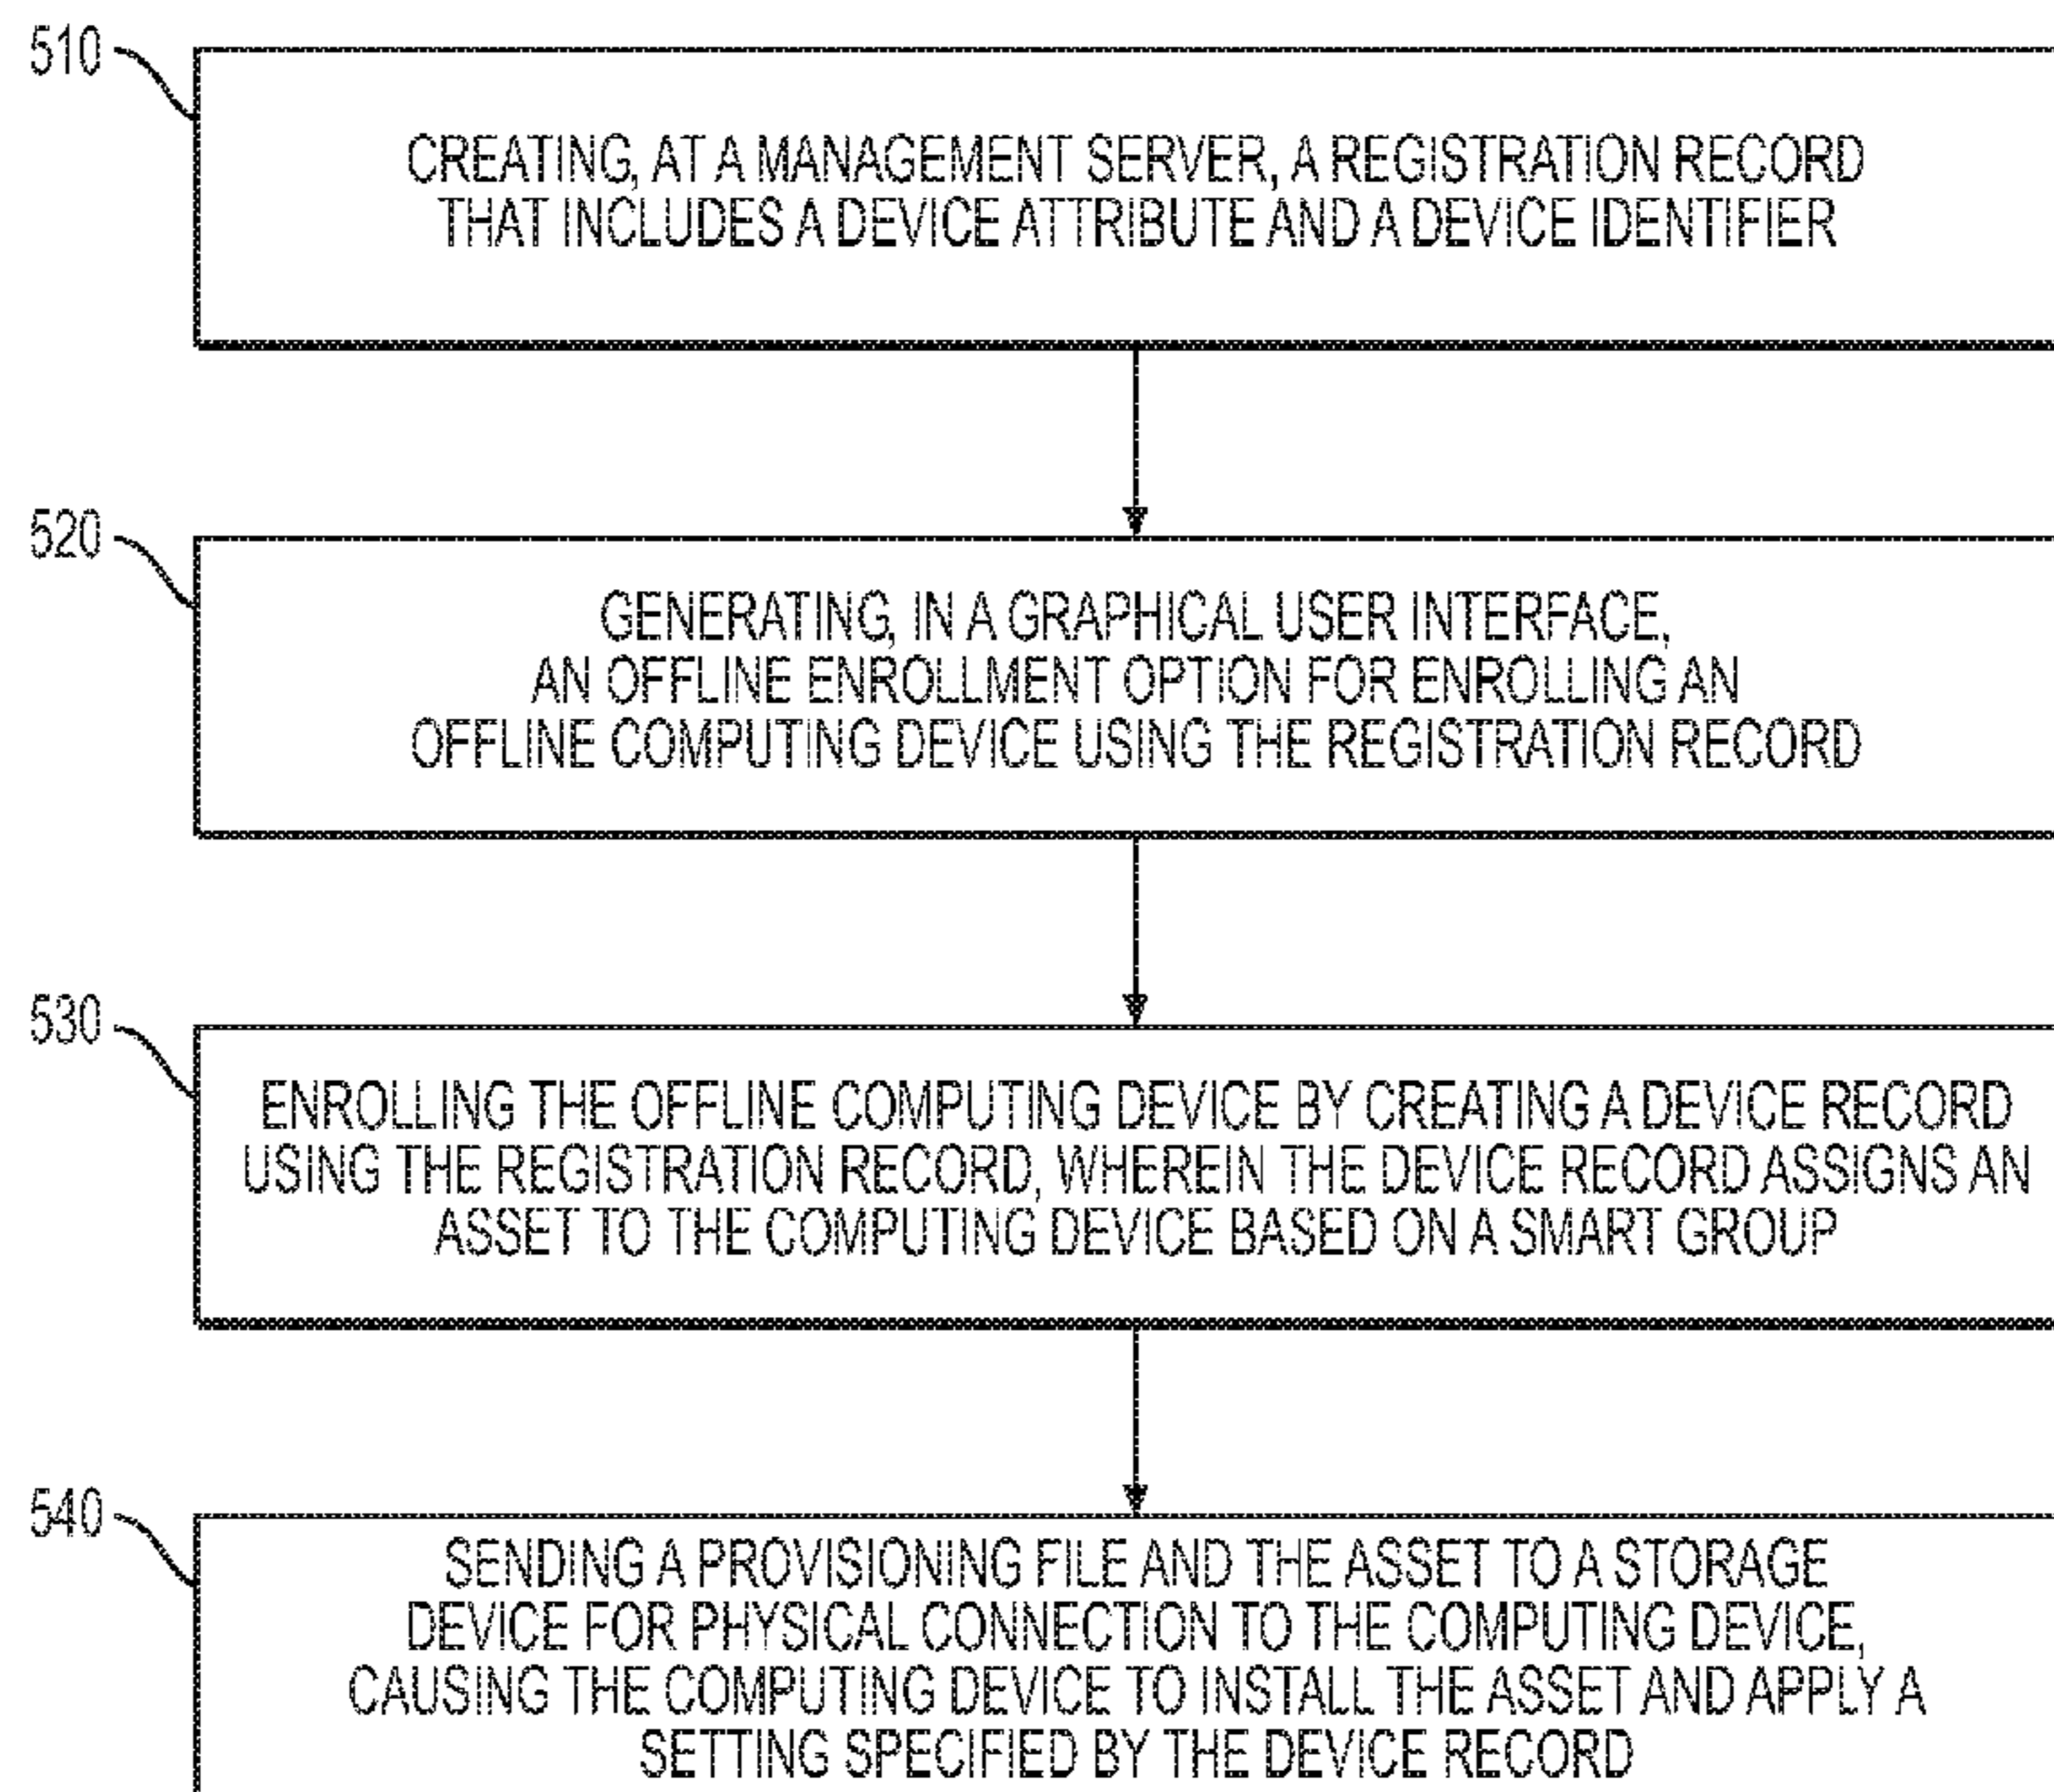 510
CREATING, AT A MANAGEMENT SERVER, A REGISTRATION RECORD
THAT INCLUDES A DEVICE ATTRIBUTE AND A DEVICE IDENTIFIER
520
GENERATING, IN A GRAPHICAL USER INTERFACE,
AN OFFLINE ENROLLMENT OPTION FOR ENROLLING AN
OFFLINE COMPUTING DEVICE USING THE REGISTRATION RECORD
530
ENROLLING THE OFFLINE COMPUTING DEVICE BY CREATING A DEVICE RECORD
USING THE REGISTRATION RECORD, WHEREIN THE DEVICE RECORD ASSIGNS AN
ASSET TO THE COMPUTING DEVICE BASED ON A SMART GROUP
540
SENDING A PROVISIONING FILE AND THE ASSET TO A STORAGE
DEVICE FOR PHYSICAL CONNECTION TO THE COMPUTING DEVICE,
CAUSING THE COMPUTING DEVICE TO INSTALL THE ASSET AND APPLY A
SETTING SPECIFIED BY THE DEVICE RECORD